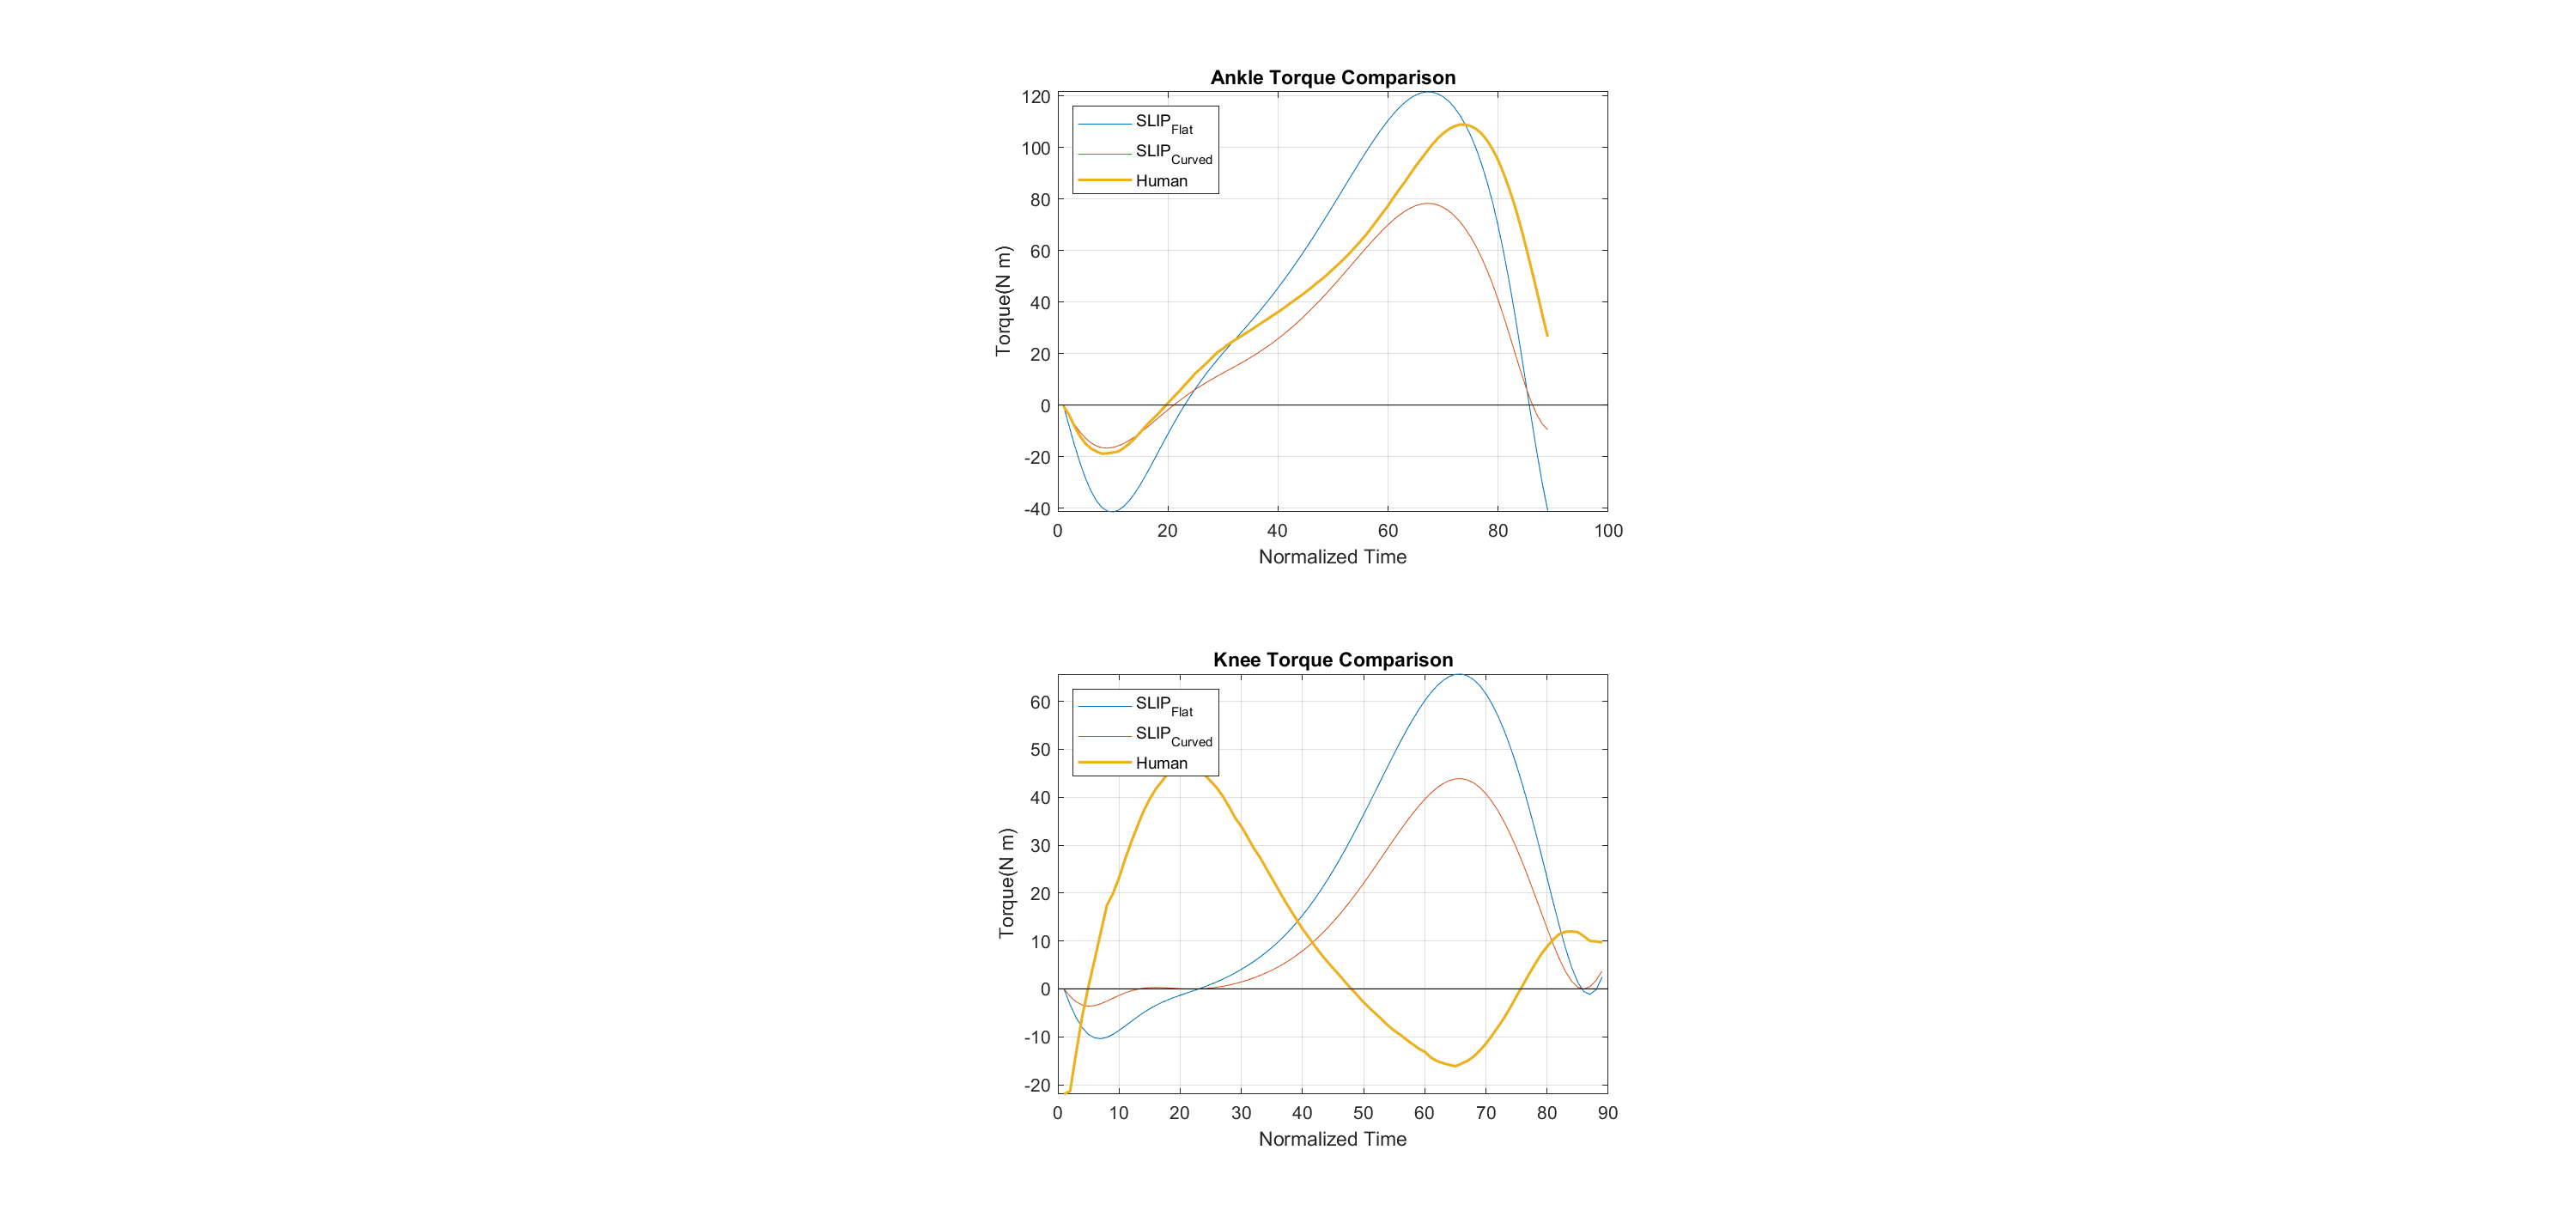 Ankle Torque Comparison
120
100
80
60
40
20
0
-20
-40
Torque(N m)
SLIP_Flat
SLIP_Curved
Human
0 20 40 60 80 100
Normalized Time
Knee Torque Comparison
60
50
40
30
20
10
0
-10
-20
Torque(N m)
SLIP_Flat
SLIP_Curved
Human
0 10 20 30 40 50 60 70 80 90
Normalized Time